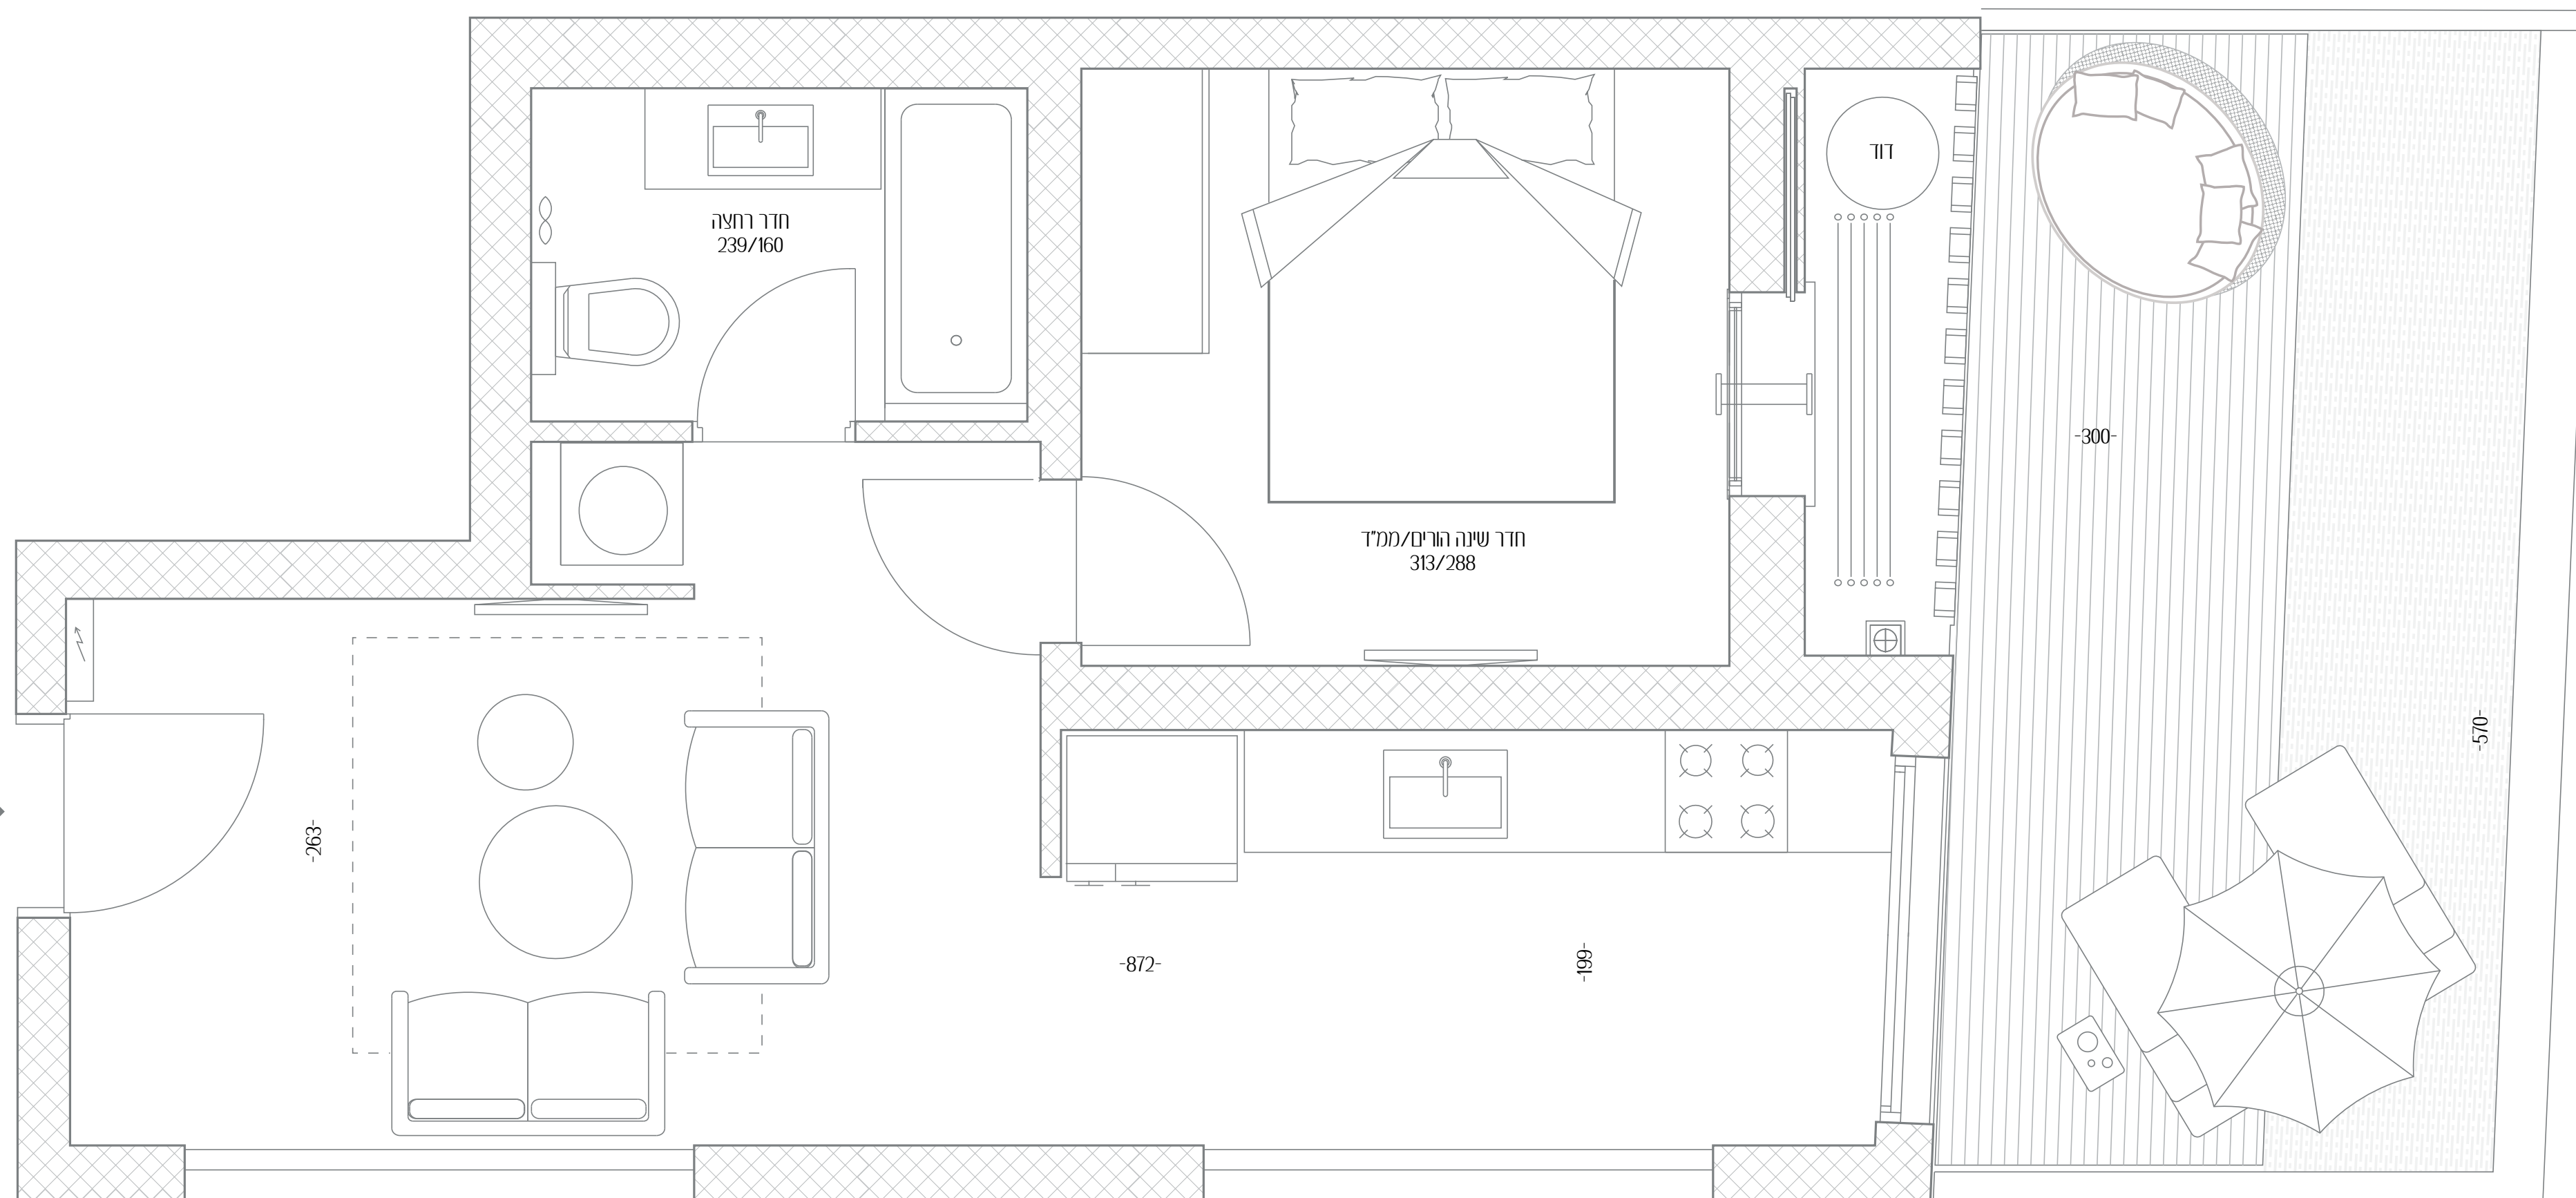 דוד
חדר רחצה
239/160
-300-
חדר שינה הורים/ממ"ד
313/288
-570-
-263-
-872-
-199-